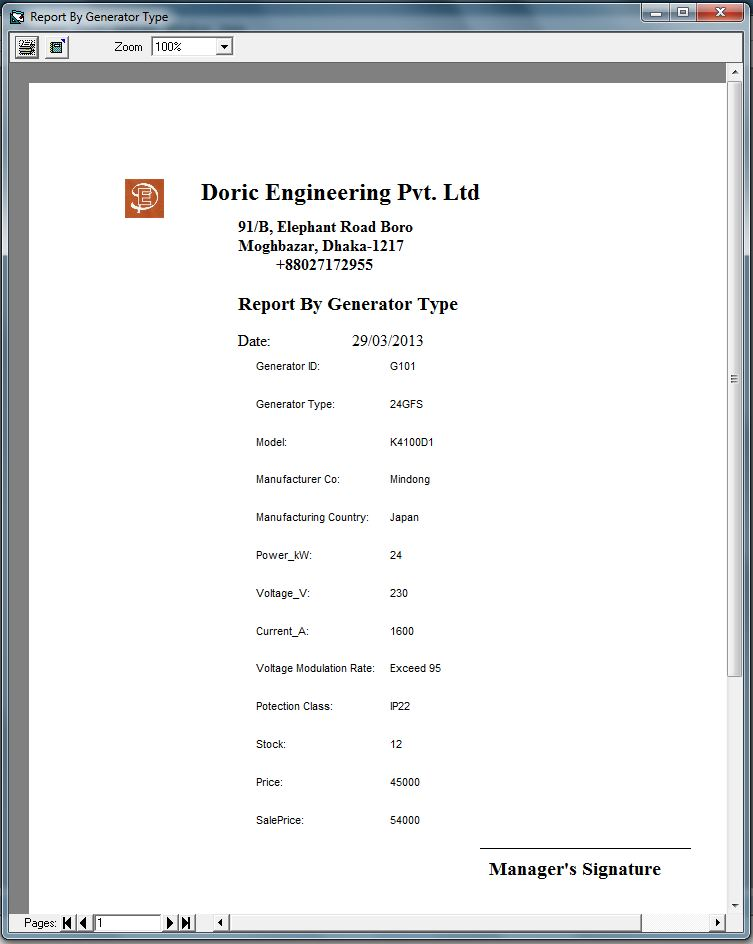 Report By Generator Type
Zoom 100%
Doric Engineering Pvt. Ltd
91/B, Elephant Road Boro
Moghbazar, Dhaka-1217
+88027172955
Report By Generator Type
Date: 29/03/2013
Generator ID: G101
Generator Type: 24GFS
Model: K4100D1
Manufacturer Co: Mindong
Manufacturing Country: Japan
Power_kW: 24
Voltage_V: 230
Current_A: 1600
Voltage Modulation Rate: Exceed 95
Potection Class: IP22
Stock: 12
Price: 45000
SalePrice: 54000
Manager's Signature
Pages: 1